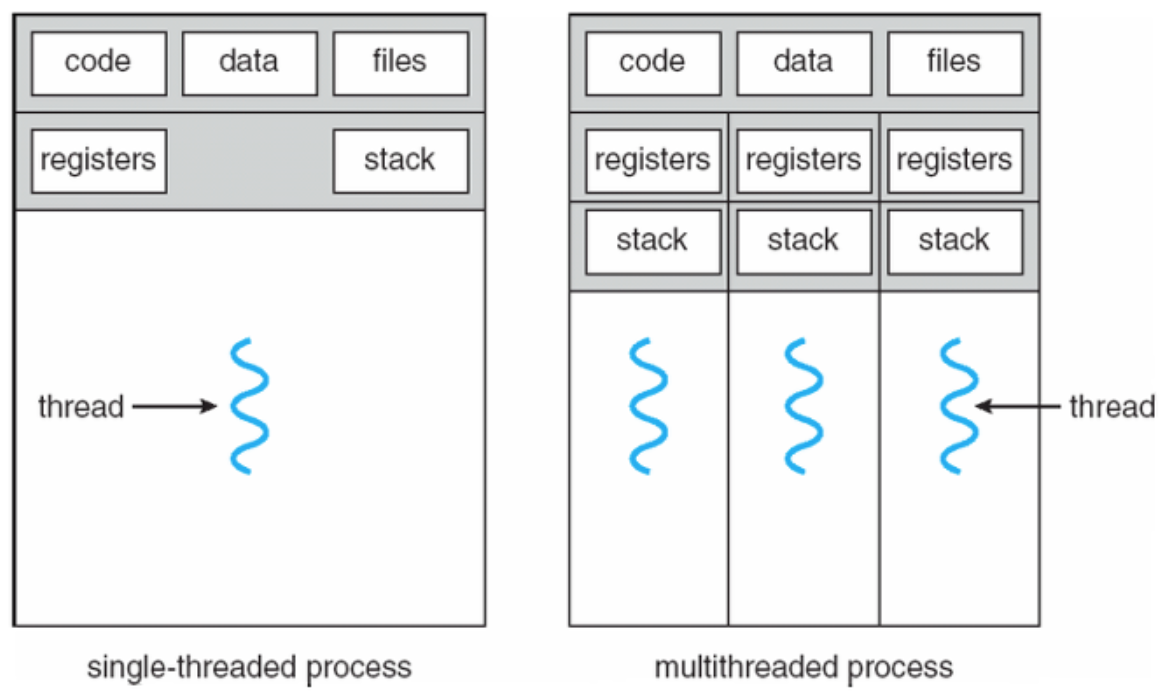 code data files code data files
registers stack registers registers registers
stack stack stack
thread thread
single-threaded process multithreaded process